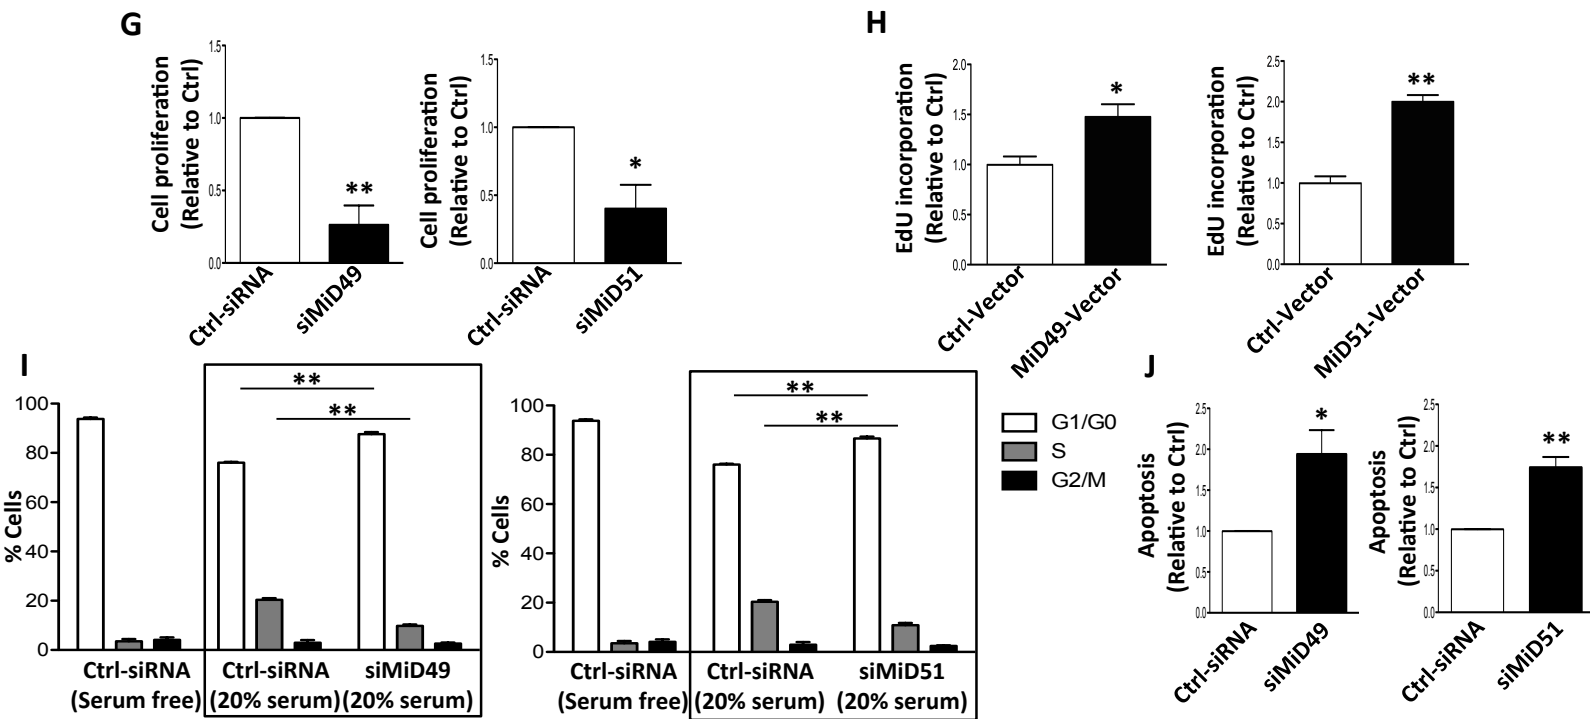 G
Cell proliferation
(Relative to Ctrl)
1.5
1.0
0.5
0.0
**
Ctrl-siRNA
siMiD49
Cell proliferation
(Relative to Ctrl)
1.5
1.0
0.5
0.0
*
Ctrl-siRNA
siMiD51
H
EdU incorporation
(Relative to Ctrl)
2.0
1.5
1.0
0.5
0.0
*
Ctrl-Vector
MiD49-Vector
EdU incorporation
(Relative to Ctrl)
2.5
2.0
1.5
1.0
0.5
0.0
**
Ctrl-Vector
MiD51-Vector
I
% Cells
100
80
60
40
20
0
**
**
Ctrl-siRNA
(Serum free)
Ctrl-siRNA
(20% serum)
siMiD49
(20% serum)
% Cells
100
80
60
40
20
0
**
**
Ctrl-siRNA
(Serum free)
Ctrl-siRNA
(20% serum)
siMiD51
(20% serum)
G1/G0
S
G2/M
J
Apoptosis
(Relative to Ctrl)
2.5
2.0
1.5
1.0
0.5
0.0
*
Ctrl-siRNA
siMiD49
Apoptosis
(Relative to Ctrl)
2.5
2.0
1.5
1.0
0.5
0.0
**
Ctrl-siRNA
siMiD51